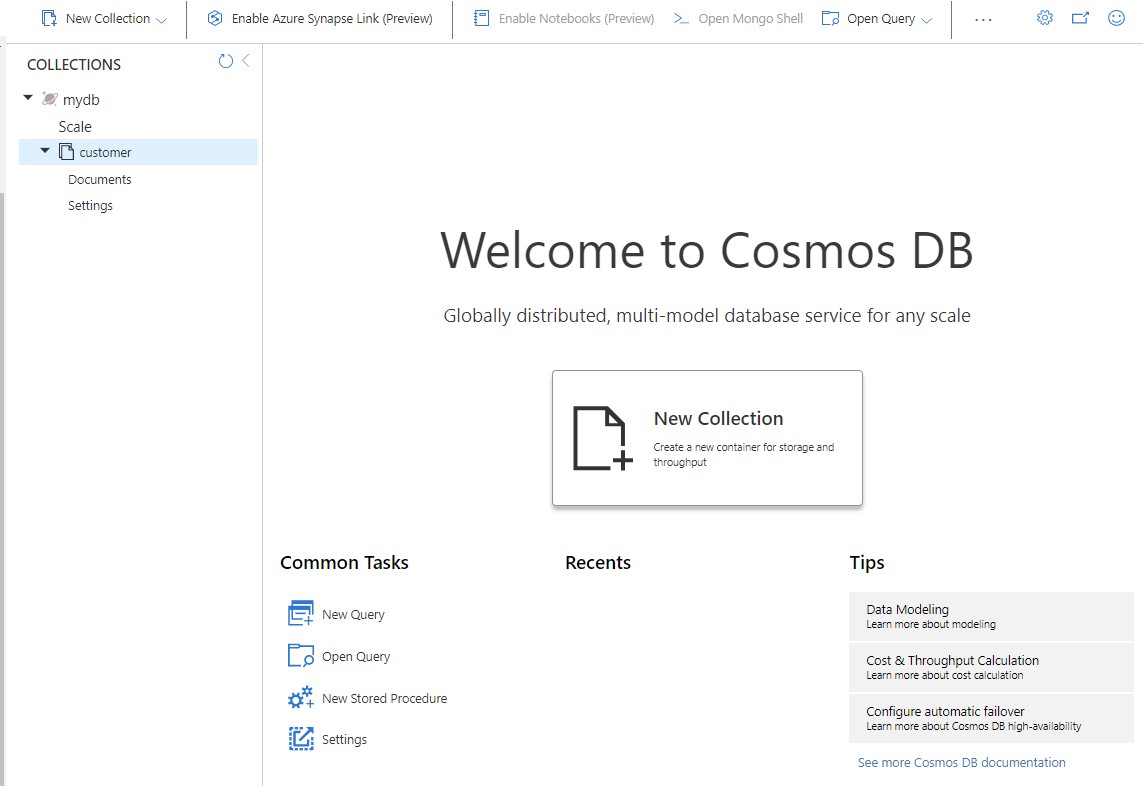 New Collection
Enable Azure Synapse Link (Preview)
Enable Notebooks (Preview)
Open Mongo Shell
Open Query
...
COLLECTIONS
mydb
Scale
customer
Documents
Settings
Welcome to Cosmos DB
Globally distributed, multi-model database service for any scale
New Collection
Create a new container for storage and
throughput
Common Tasks
New Query
Open Query
New Stored Procedure
Settings
Recents
Tips
Data Modeling
Learn more about modeling
Cost & Throughput Calculation
Learn more about cost calculation
Configure automatic failover
Learn more about Cosmos DB high-availability
See more Cosmos DB documentation